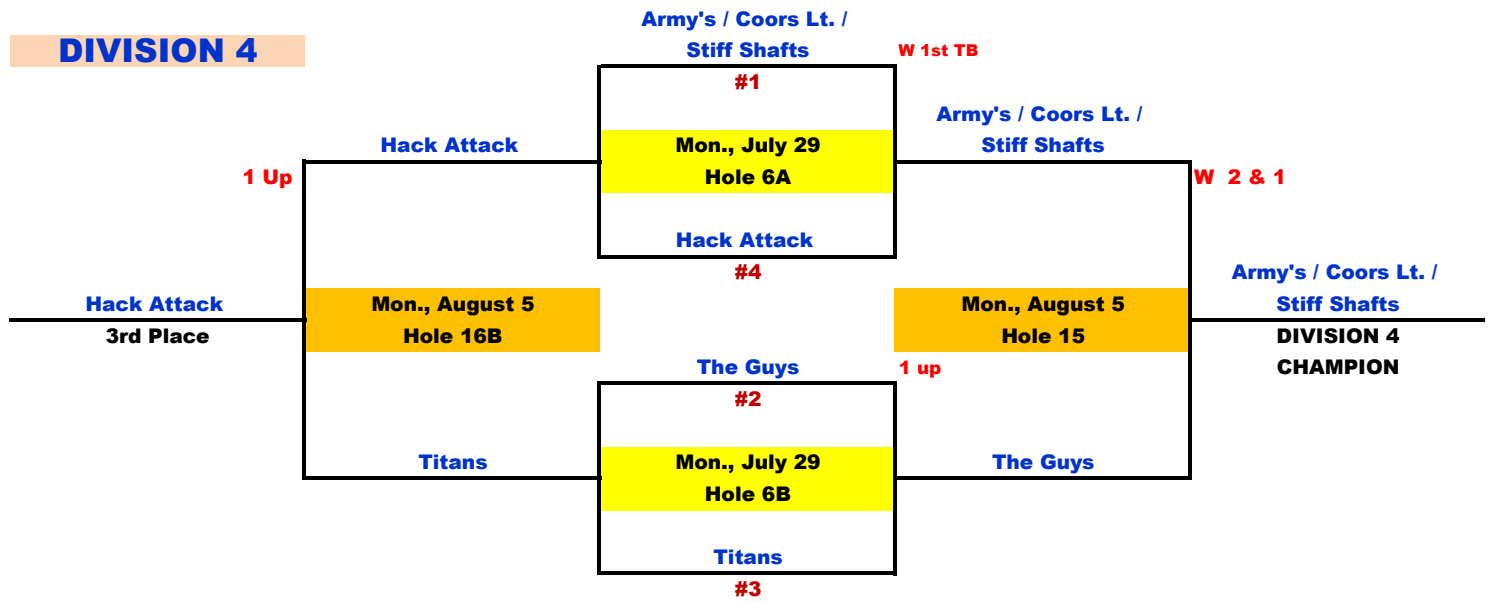 DIVISION 4
Army's / Coors Lt. /
Stiff Shafts
W 1st TB
#1
Army's / Coors Lt. /
Stiff Shafts
Hack Attack
Mon., July 29
Hole 6A
1 Up
W 2 & 1
Hack Attack
#4
Army's / Coors Lt. /
Stiff Shafts
Hack Attack
3rd Place
Mon., August 5
Hole 16B
Mon., August 5
Hole 15
DIVISION 4
CHAMPION
The Guys
1 up
#2
Titans
Mon., July 29
Hole 6B
The Guys
Titans
#3